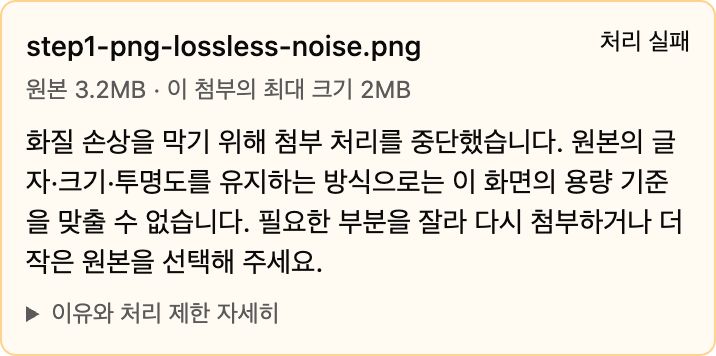 step1-png-lossless-noise.png
처리 실패
원본 3.2MB · 이 첨부의 최대 크기 2MB
화질 손상을 막기 위해 첨부 처리를 중단했습니다. 원본의 글
자·크기·투명도를 유지하는 방식으로는 이 화면의 용량 기준
을 맞출 수 없습니다. 필요한 부분을 잘라 다시 첨부하거나 더
작은 원본을 선택해 주세요.
▶ 이유와 처리 제한 자세히